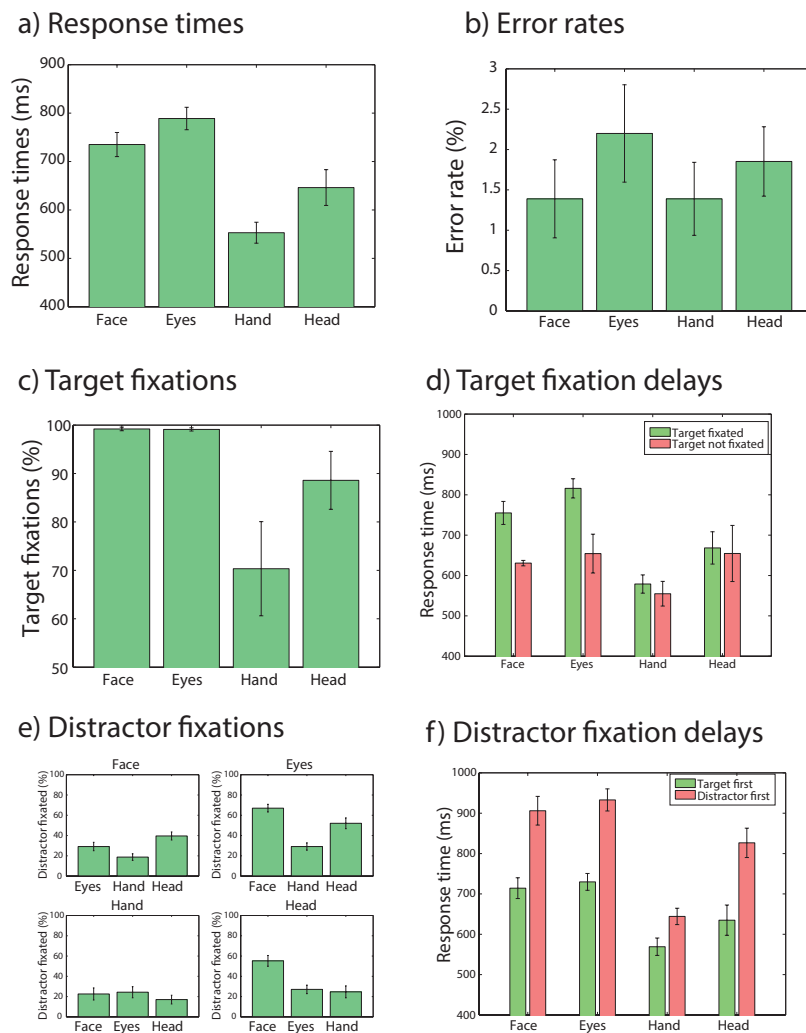 a) Response times
900
800
700
600
500
400
Response times (ms)
Face Eyes Hand Head
b) Error rates
3
2.5
2
1.5
1
0.5
0
Error rate (%)
Face Eyes Hand Head
c) Target fixations
100
90
80
70
60
50
Target fixations (%)
Face Eyes Hand Head
d) Target fixation delays
1000
900
800
700
600
500
400
Response time (ms)
Target fixated
Target not fixated
Face Eyes Hand Head
e) Distractor fixations
Face
100
80
60
40
20
0
Distractor fixated (%)
Eyes Hand Head
Eyes
100
80
60
40
20
0
Distractor fixated (%)
Face Hand Head
Hand
100
80
60
40
20
0
Distractor fixated (%)
Face Eyes Head
Head
100
80
60
40
20
0
Distractor fixated (%)
Face Eyes Hand
f) Distractor fixation delays
1000
900
800
700
600
500
400
Response time (ms)
Target first
Distractor first
Face Eyes Hand Head